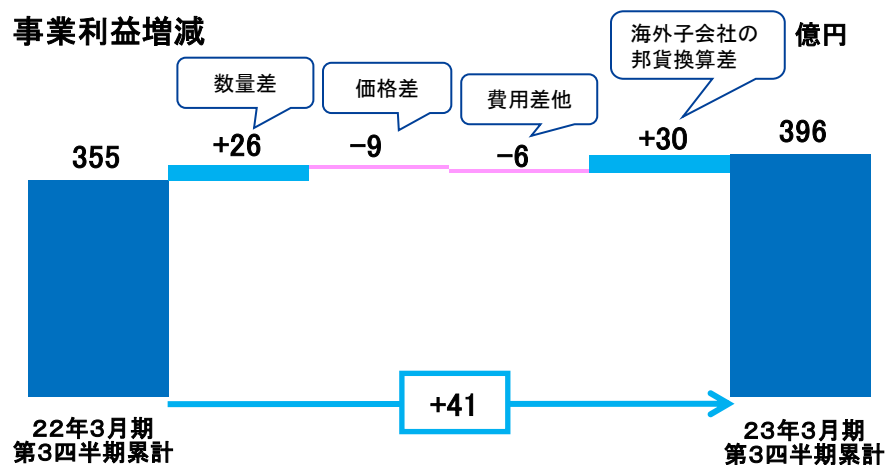 事業利益増減
億円
数量差
価格差
費用差他
海外子会社の
邦貨換算差
355
+26
−9
−6
+30
396
+41
22年3月期
第3四半期累計
23年3月期
第3四半期累計